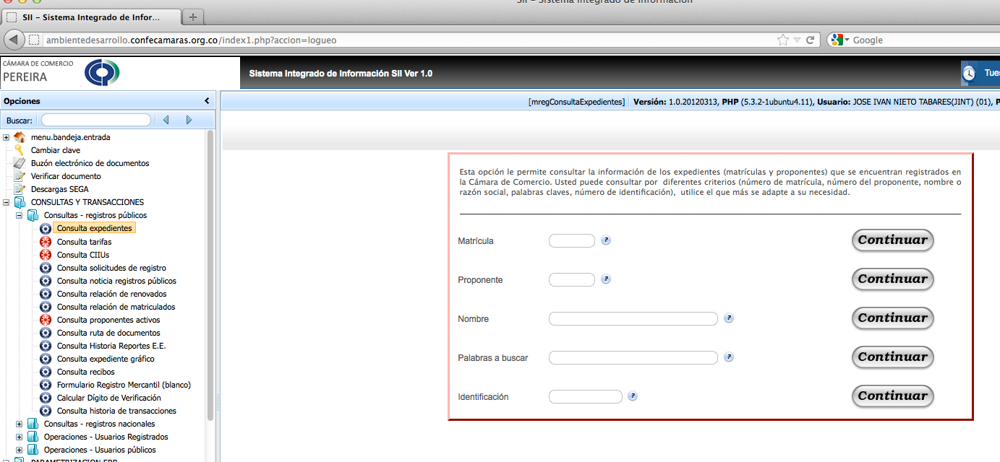 SII - Sistema Integrado de Información
SII - Sistema Integrado de Infor...
ambientedesarrollo.confecamaras.org.co/index1.php?accion=logueo
Google
CÁMARA DE COMERCIO
PEREIRA
Sistema Integrado de Información SII Ver 1.0
Tues
Opciones
[mregConsultaExpedientes] Versión: 1.0.20120313, PHP (5.3.2-1ubuntu4.11), Usuario: JOSE IVAN NIETO TABARES(JINT) (01), P
Buscar:
menu.bandeja.entrada
Cambiar clave
Buzón electrónico de documentos
Verificar documento
Descargas SEGA
CONSULTAS Y TRANSACCIONES
Consultas - registros públicos
Consulta expedientes
Consulta tarifas
Consulta CIIUs
Consulta solicitudes de registro
Consulta noticia registros públicos
Consulta relación de renovados
Consulta relación de matriculados
Consulta proponentes activos
Consulta ruta de documentos
Consulta Historia Reportes E.E.
Consulta expediente gráfico
Consulta recibos
Formulario Registro Mercantil (blanco)
Calcular Dígito de Verificación
Consulta historia de transacciones
Consultas - registros nacionales
Operaciones - Usuarios Registrados
Operaciones - Usuarios públicos
PARAMETRIZACION ERP
Esta opción le permite consultar la información de los expedientes (matrículas y proponentes) que se encuentran registrados en
la Cámara de Comercio. Usted puede consultar por diferentes criterios (número de matrícula, número del proponente, nombre o
razón social, palabras claves, número de identificación), utilice el que más se adapte a su necesidad.
Matrícula ? Continuar
Proponente ? Continuar
Nombre ? Continuar
Palabras a buscar ? Continuar
Identificación ? Continuar